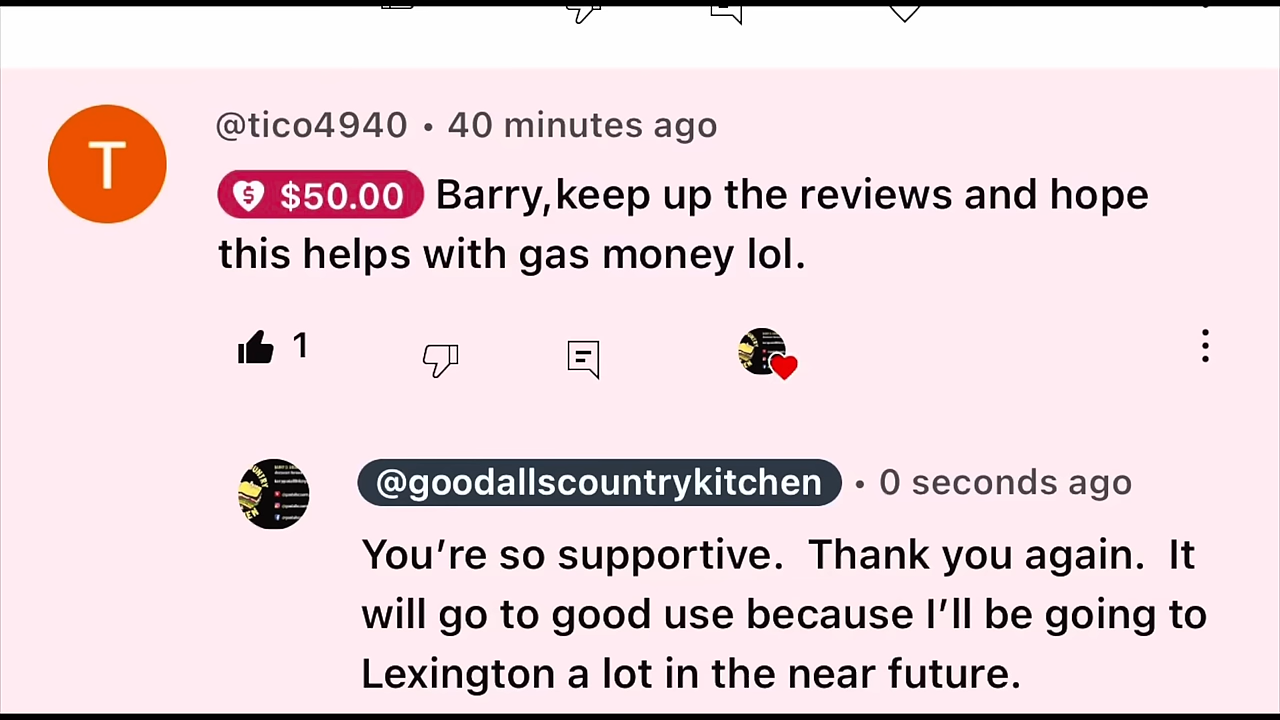 T
@tico4940 • 40 minutes ago
$50.00 Barry,keep up the reviews and hope
this helps with gas money lol.
1
@goodallscountrykitchen • 0 seconds ago
You’re so supportive.  Thank you again.  It
will go to good use because I’ll be going to
Lexington a lot in the near future.